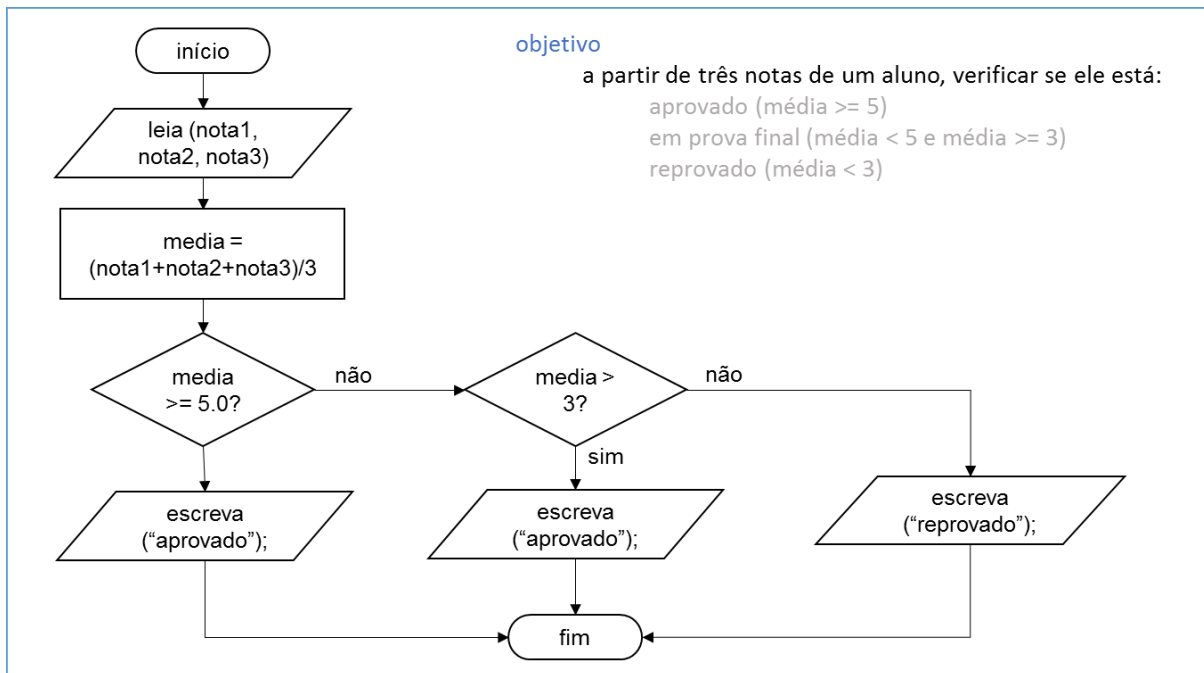 início
objetivo
a partir de três notas de um aluno, verificar se ele está:
aprovado (média >= 5)
em prova final (média < 5 e média >= 3)
reprovado (média < 3)
leia (nota1,
nota2, nota3)
media =
(nota1+nota2+nota3)/3
media
>= 5.0?
não
media >
3?
não
sim
escreva
(“aprovado”);
escreva
(“aprovado”);
escreva
(“reprovado”);
fim